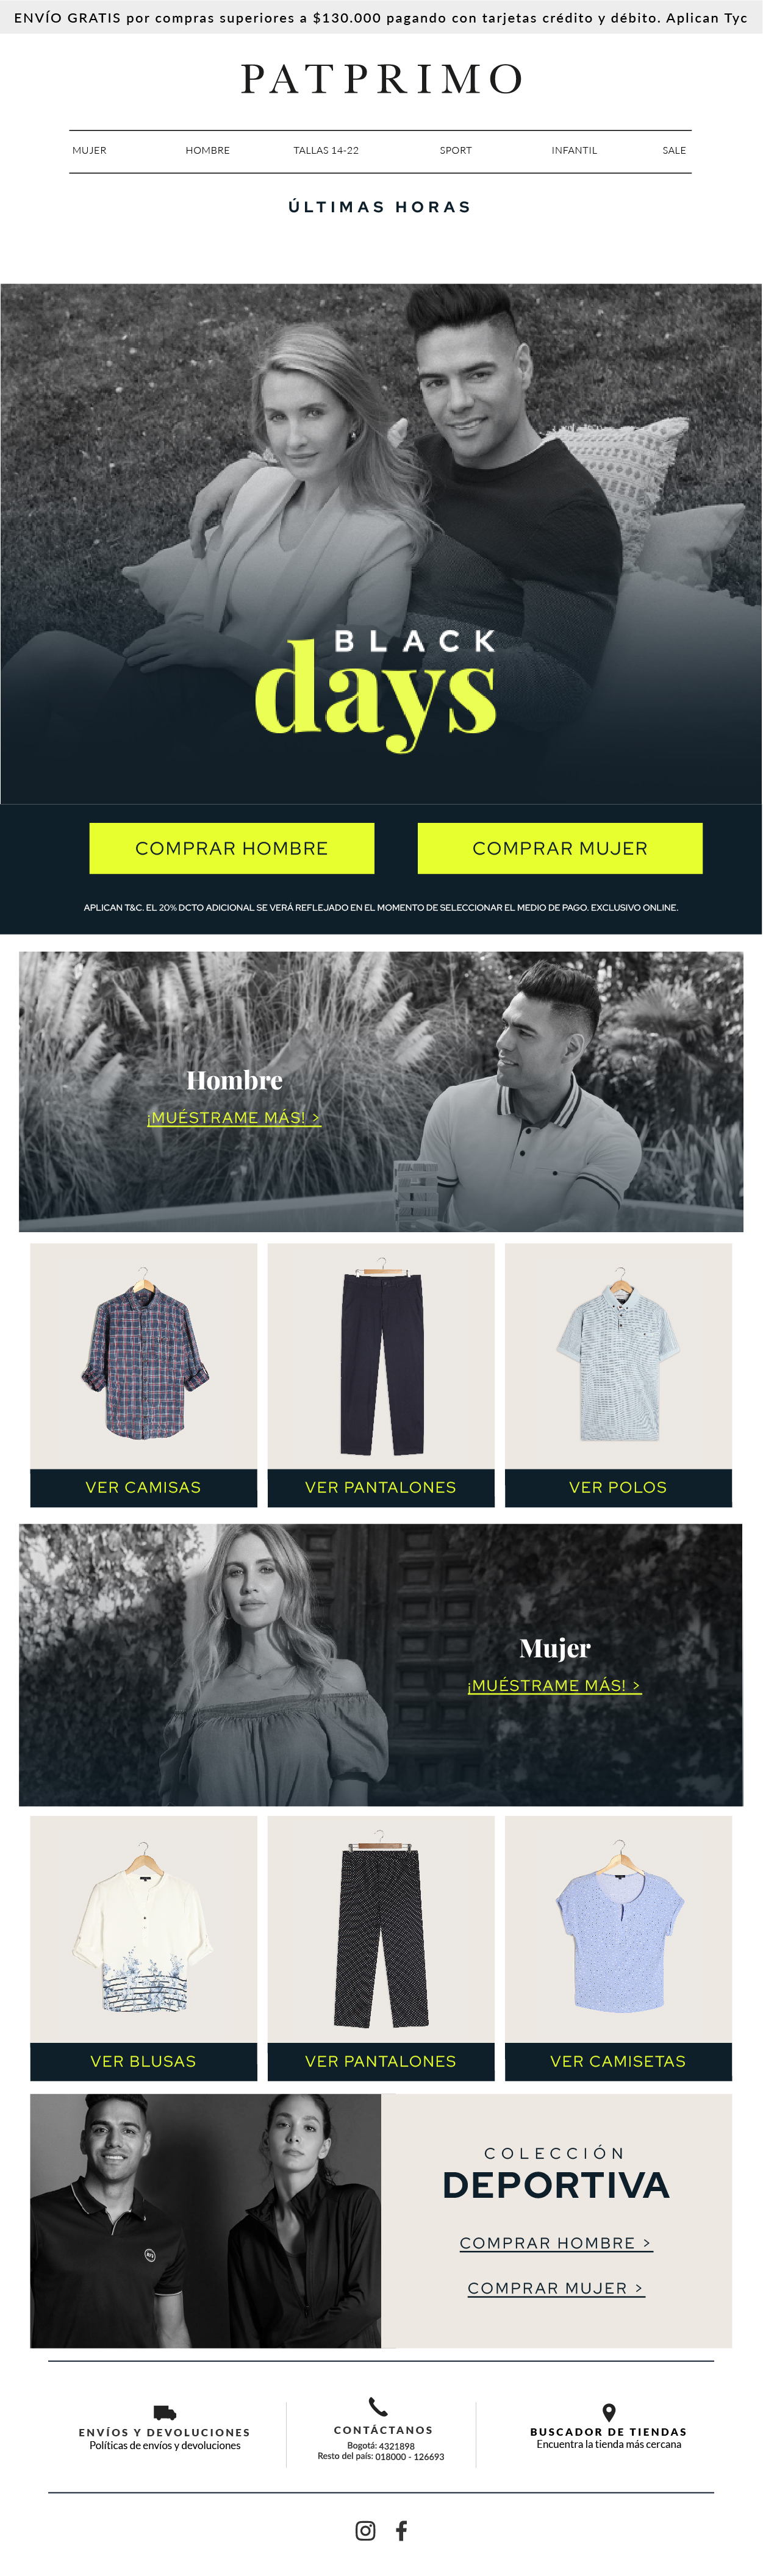 ENVÍO GRATIS por compras superiores a $130.000 pagando con tarjetas crédito y débito. Aplican Tyc
PATPRIMO
MUJER HOMBRE TALLAS 14-22 SPORT INFANTIL SALE
ÚLTIMAS HORAS
BLACK
days
COMPRAR HOMBRE COMPRAR MUJER
APLICAN T&C. EL 20% DCTO ADICIONAL SE VERÁ REFLEJADO EN EL MOMENTO DE SELECCIONAR EL MEDIO DE PAGO. EXCLUSIVO ONLINE.
Hombre
¡MUÉSTRAME MÁS! >
VER CAMISAS VER PANTALONES VER POLOS
Mujer
¡MUÉSTRAME MÁS! >
VER BLUSAS VER PANTALONES VER CAMISETAS
COLECCIÓN
DEPORTIVA
COMPRAR HOMBRE >
COMPRAR MUJER >
ENVÍOS Y DEVOLUCIONES
Políticas de envíos y devoluciones
CONTÁCTANOS
Bogotá: 4321898
Resto del país: 018000 - 126693
BUSCADOR DE TIENDAS
Encuentra la tienda más cercana